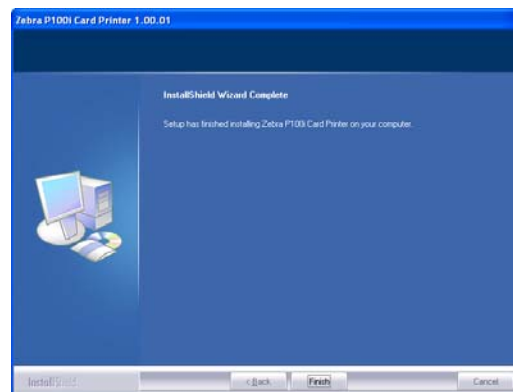 Zebra P100i Card Printer 1.00.01
InstallShield Wizard Complete
Setup has finished installing Zebra P100i Card Printer on your computer.
InstallShield
< Back
Finish
Cancel